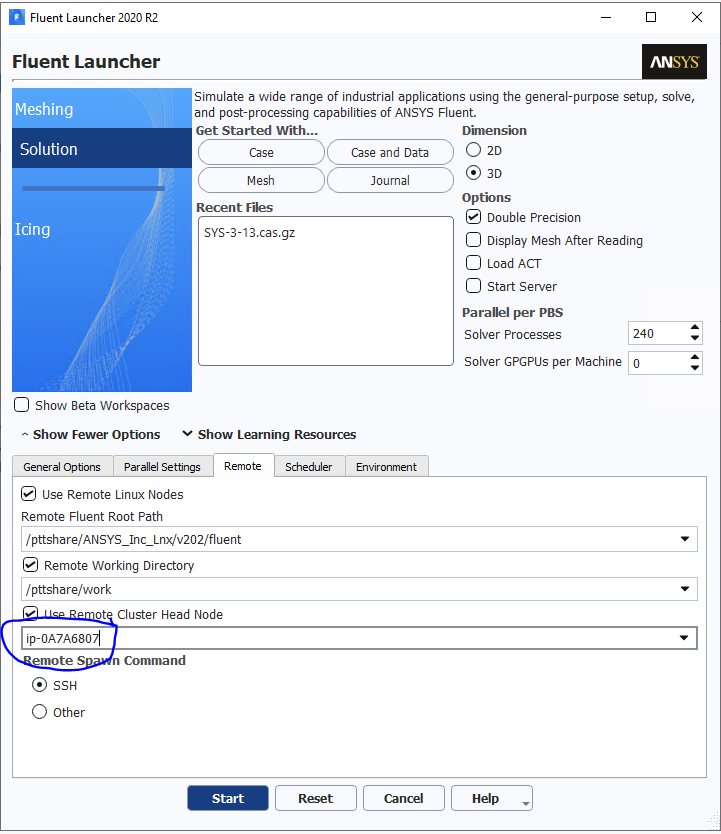 Fluent Launcher 2020 R2
Fluent Launcher
ANSYS
Meshing
Solution
Icing
Simulate a wide range of industrial applications using the general-purpose setup, solve,
and post-processing capabilities of ANSYS Fluent.
Get Started With...
Case
Case and Data
Mesh
Journal
Recent Files
SYS-3-13.cas.gz
Dimension
2D
3D
Options
Double Precision
Display Mesh After Reading
Load ACT
Start Server
Parallel per PBS
Solver Processes
240
Solver GPGPUs per Machine
0
Show Beta Workspaces
Show Fewer Options
Show Learning Resources
General Options
Parallel Settings
Remote
Scheduler
Environment
Use Remote Linux Nodes
Remote Fluent Root Path
/pttshare/ANSYS_Inc_Lnx/v202/fluent
Remote Working Directory
/pttshare/work
Use Remote Cluster Head Node
ip-0A7A6807
Remote Spawn Command
SSH
Other
Start
Reset
Cancel
Help